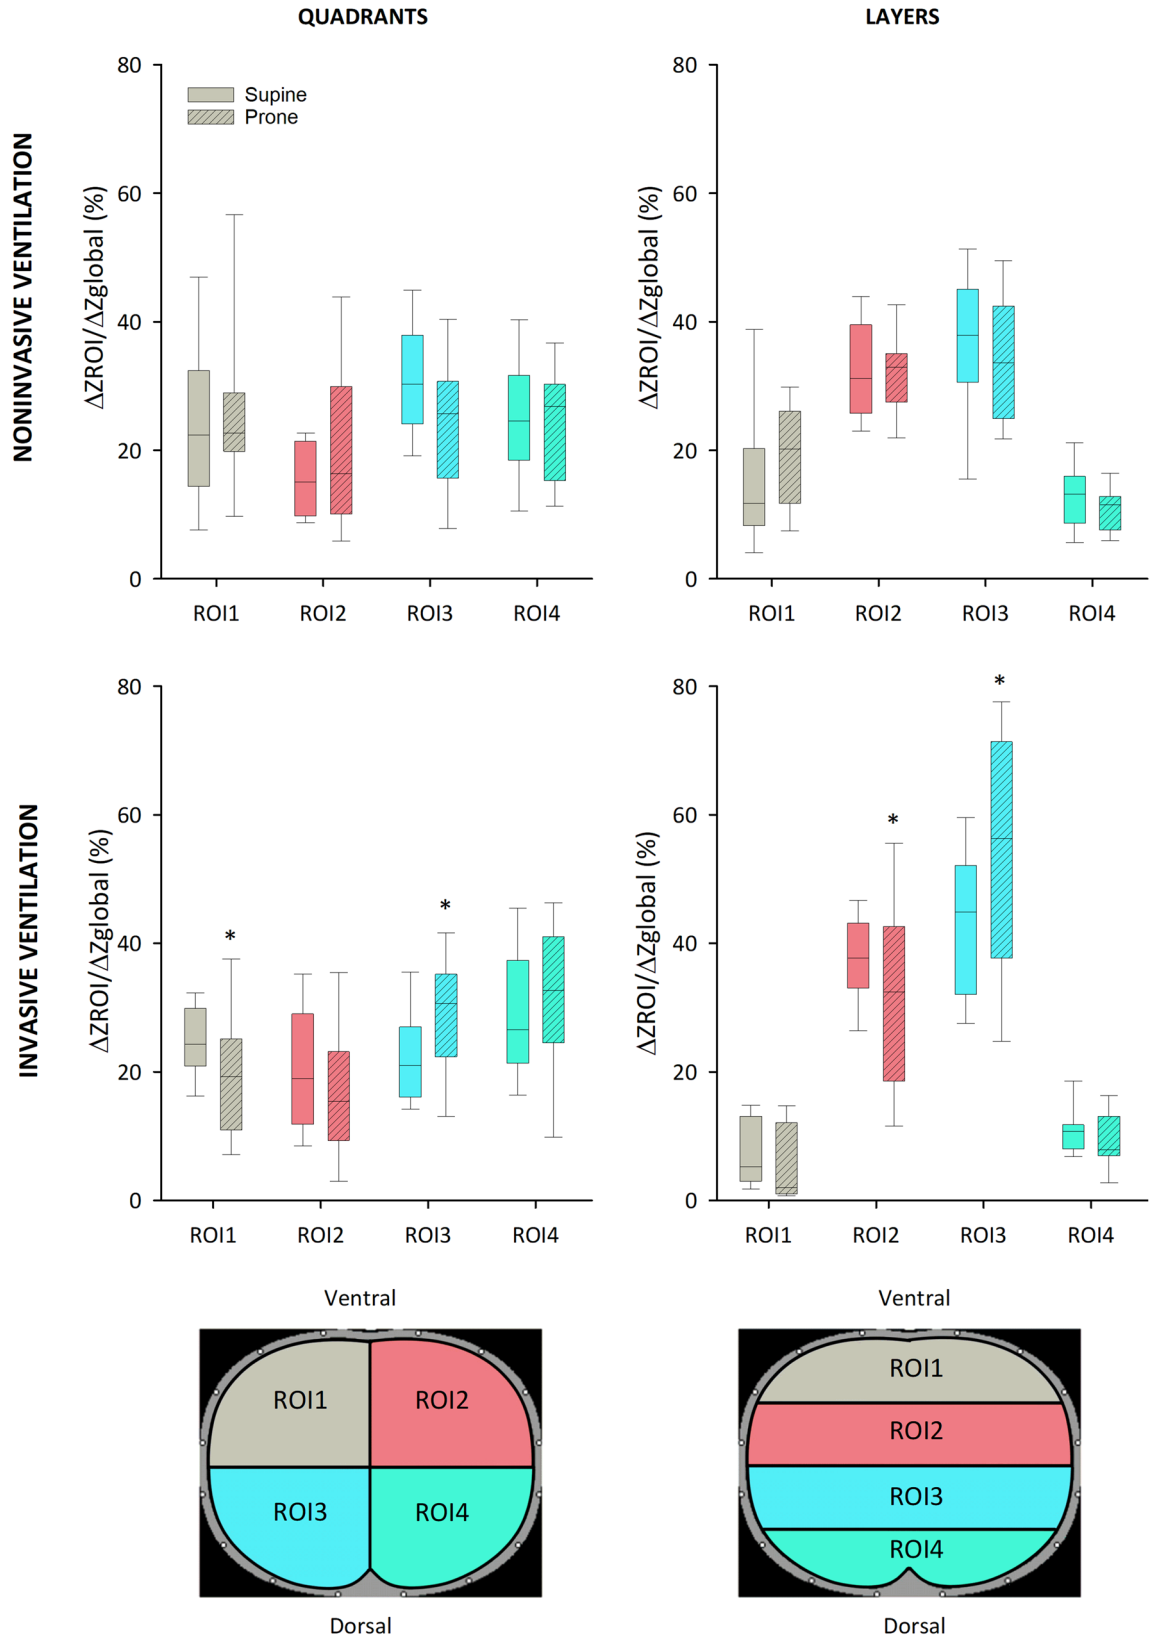 QUADRANTS
LAYERS
NONINVASIVE VENTILATION
ΔZROI/ΔZglobal (%)
80
60
40
20
0
Supine
Prone
ROI1 ROI2 ROI3 ROI4
ΔZROI/ΔZglobal (%)
80
60
40
20
0
ROI1 ROI2 ROI3 ROI4
INVASIVE VENTILATION
ΔZROI/ΔZglobal (%)
80
60
40
20
0
*
*
ROI1 ROI2 ROI3 ROI4
ΔZROI/ΔZglobal (%)
80
60
40
20
0
*
*
ROI1 ROI2 ROI3 ROI4
Ventral
ROI1 ROI2
ROI3 ROI4
Dorsal
Ventral
ROI1
ROI2
ROI3
ROI4
Dorsal